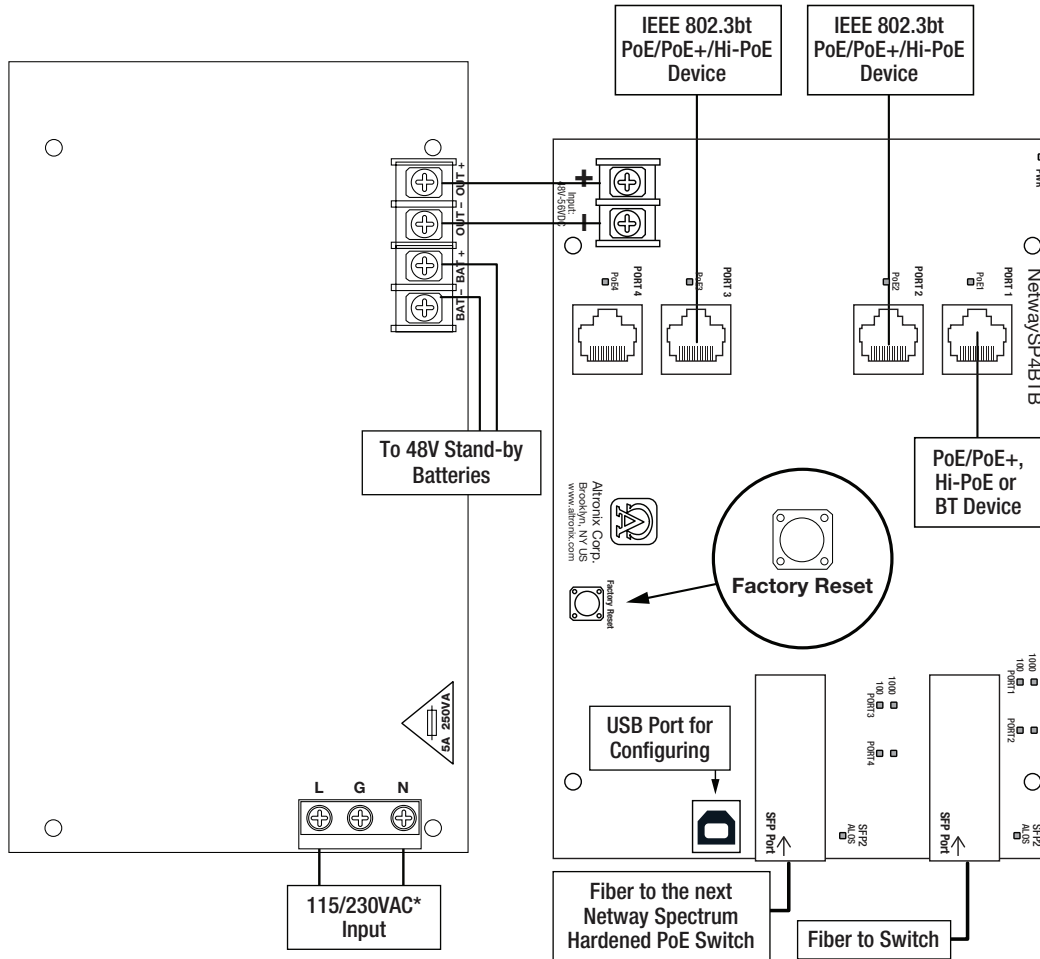 IEEE 802.3bt
PoE/PoE+/Hi-PoE
Device
IEEE 802.3bt
PoE/PoE+/Hi-PoE
Device
OUT +
OUT –
BAT +
BAT –
+
–
Input:
48V-56VDC
PWR
PoE4
PORT 4
PoE3
PORT 3
PoE2
PORT 2
PoE1
PORT 1
NetwaySP4BTB
To 48V Stand-by
Batteries
PoE/PoE+,
Hi-PoE or
BT Device
Altronix Corp.
Brooklyn, NY US
www.altronix.com
Factory Reset
Factory Reset
5A 250VA
L G N
115/230VAC*
Input
USB Port for
Configuring
1000
100
PORT3
PORT4
1000
100
PORT1
PORT2
SFP Port
SFP2
ALOS
SFP Port
SFP2
ALOS
Fiber to the next
Netway Spectrum
Hardened PoE Switch
Fiber to Switch